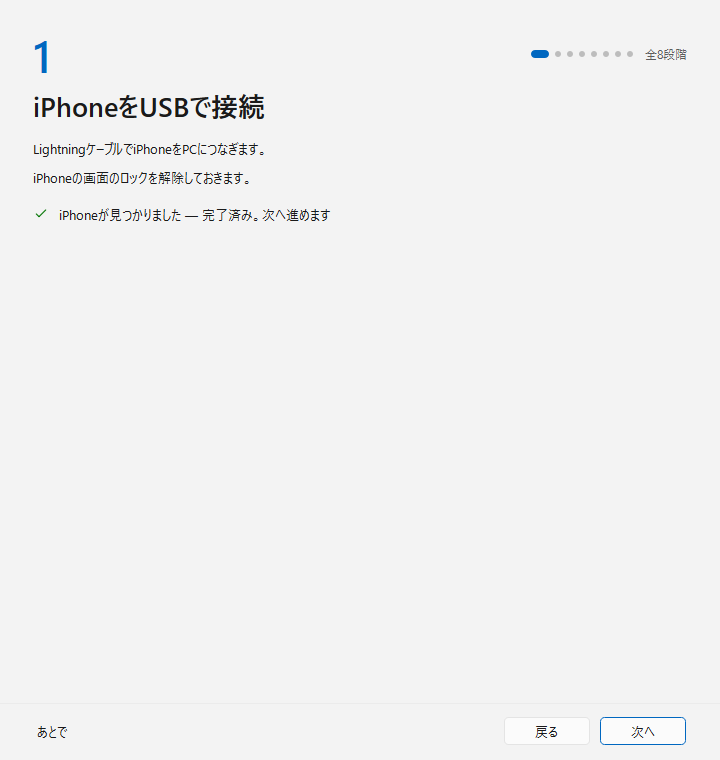 1
全8段階
iPhoneをUSBで接続
LightningケーブルでiPhoneをPCにつなぎます。
iPhoneの画面のロックを解除しておきます。
iPhoneが見つかりました — 完了済み。次へ進めます
あとで
戻る
次へ